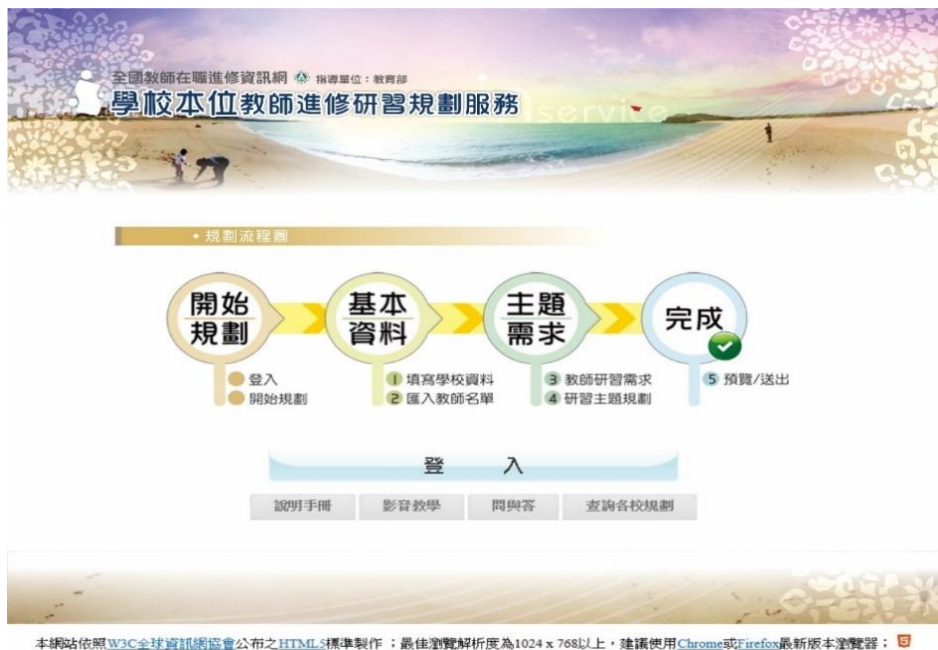 全國教師在職進修資訊網 指導單位：教育部
學校本位教師進修研習規劃服務
service
• 規劃流程圖
開始
規劃
基本
資料
主題
需求
完成
登入
開始規劃
1 填寫學校資料
2 匯入教師名單
3 教師研習需求
4 研習主題規劃
5 預覽/送出
登 入
說明手冊 影音教學 問與答 查詢各校規劃
本網站依照W3C全球資訊網協會公布之HTML5標準製作；最佳瀏覽解析度為1024 x 768以上，建議使用Chrome或Firefox最新版本瀏覽器；